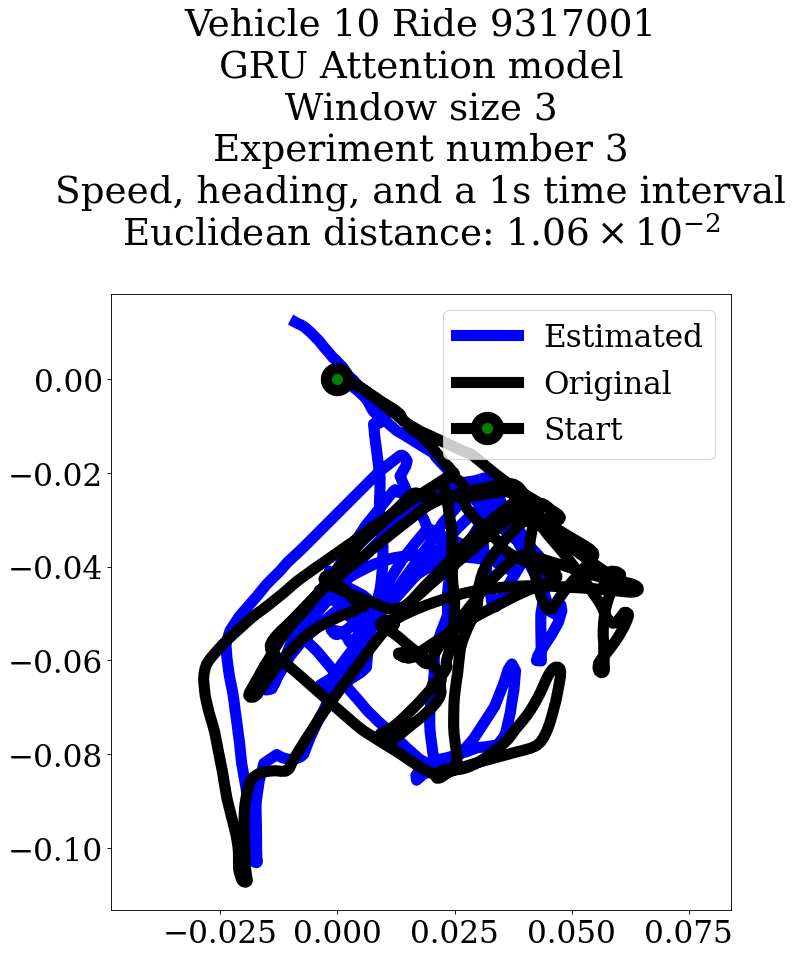 Vehicle 10 Ride 9317001
GRU Attention model
Window size 3
Experiment number 3
Speed, heading, and a 1s time interval
Euclidean distance: 1.06 × 10⁻²
Estimated
Original
Start
0.00
−0.02
−0.04
−0.06
−0.08
−0.10
−0.025 0.000 0.025 0.050 0.075